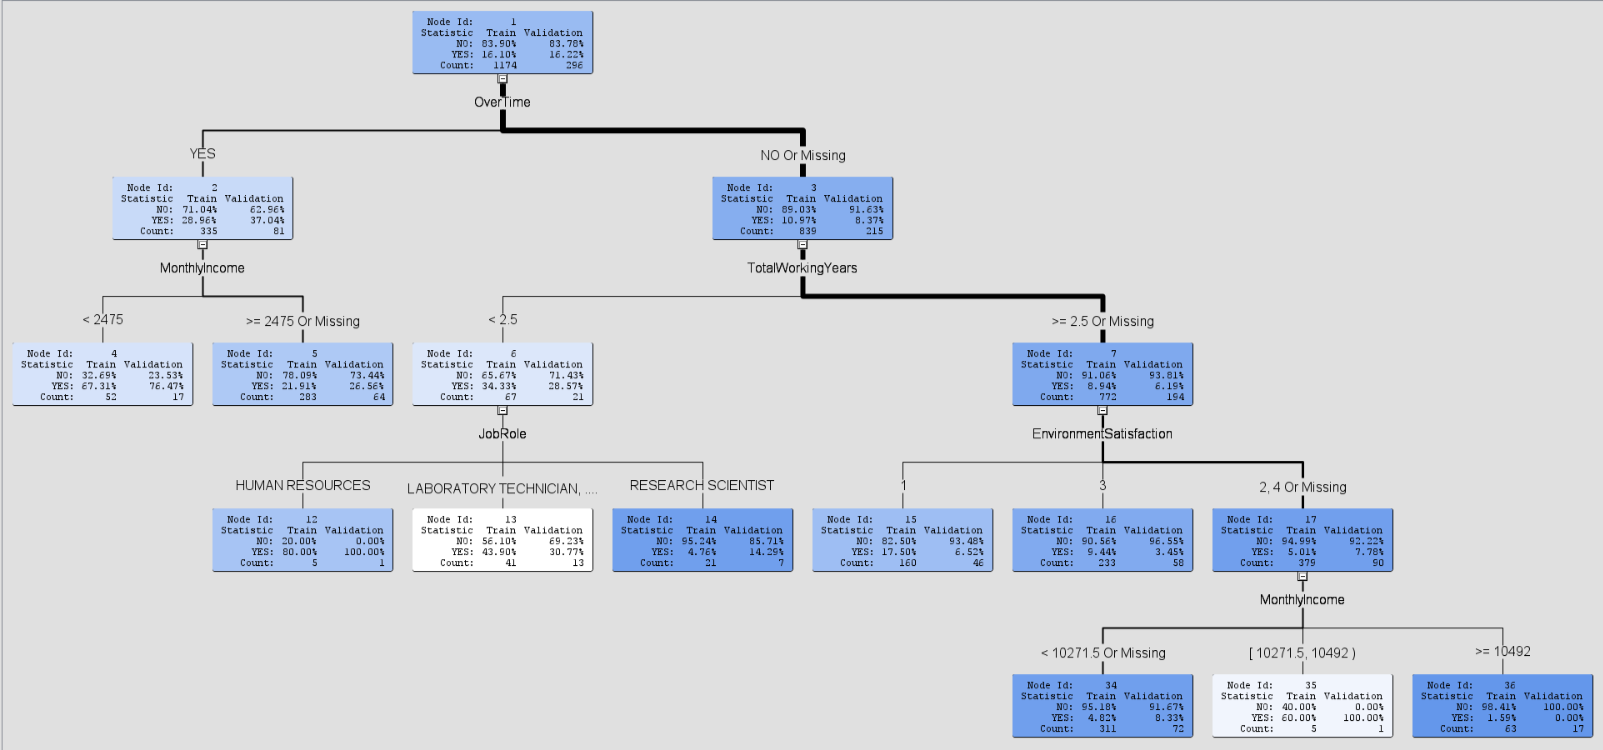 Node Id: 1
Statistic Train Validation
NO: 83.90% 83.78%
YES: 16.10% 16.22%
Count: 1174 296
OverTime
YES
NO Or Missing
Node Id: 2
Statistic Train Validation
NO: 71.04% 62.96%
YES: 28.96% 37.04%
Count: 335 81
Node Id: 3
Statistic Train Validation
NO: 89.03% 91.63%
YES: 10.97% 8.37%
Count: 839 215
MonthlyIncome
TotalWorkingYears
< 2475
>= 2475 Or Missing
< 2.5
>= 2.5 Or Missing
Node Id: 4
Statistic Train Validation
NO: 32.69% 23.53%
YES: 67.31% 76.47%
Count: 52 17
Node Id: 5
Statistic Train Validation
NO: 78.09% 73.44%
YES: 21.91% 26.56%
Count: 283 64
Node Id: 6
Statistic Train Validation
NO: 65.67% 71.43%
YES: 34.33% 28.57%
Count: 67 21
Node Id: 7
Statistic Train Validation
NO: 91.06% 93.81%
YES: 8.94% 6.19%
Count: 772 194
JobRole
EnvironmentSatisfaction
HUMAN RESOURCES
LABORATORY TECHNICIAN, ....
RESEARCH SCIENTIST
1
3
2, 4 Or Missing
Node Id: 12
Statistic Train Validation
NO: 20.00% 0.00%
YES: 80.00% 100.00%
Count: 5 1
Node Id: 13
Statistic Train Validation
NO: 56.10% 69.23%
YES: 43.90% 30.77%
Count: 41 13
Node Id: 14
Statistic Train Validation
NO: 95.24% 85.71%
YES: 4.76% 14.29%
Count: 21 7
Node Id: 15
Statistic Train Validation
NO: 82.50% 93.48%
YES: 17.50% 6.52%
Count: 160 46
Node Id: 16
Statistic Train Validation
NO: 90.56% 96.55%
YES: 9.44% 3.45%
Count: 233 58
Node Id: 17
Statistic Train Validation
NO: 94.99% 92.22%
YES: 5.01% 7.78%
Count: 379 90
MonthlyIncome
< 10271.5 Or Missing
[ 10271.5, 10492 )
>= 10492
Node Id: 34
Statistic Train Validation
NO: 95.18% 91.67%
YES: 4.82% 8.33%
Count: 311 72
Node Id: 35
Statistic Train Validation
NO: 40.00% 0.00%
YES: 60.00% 100.00%
Count: 5 1
Node Id: 36
Statistic Train Validation
NO: 98.41% 100.00%
YES: 1.59% 0.00%
Count: 63 17